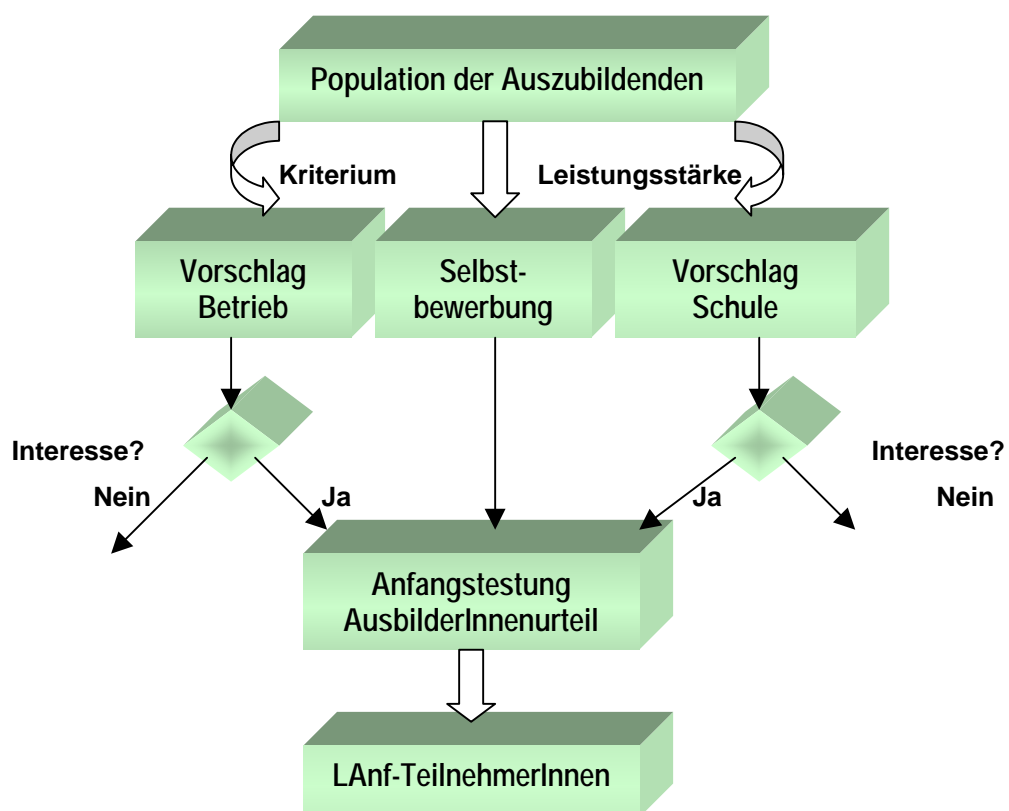 Population der Auszubildenden
Kriterium
Leistungsstärke
Vorschlag
Betrieb
Selbst-
bewerbung
Vorschlag
Schule
Interesse?
Nein
Ja
Interesse?
Ja
Nein
Anfangstestung
AusbilderInnenurteil
LAnf-TeilnehmerInnen